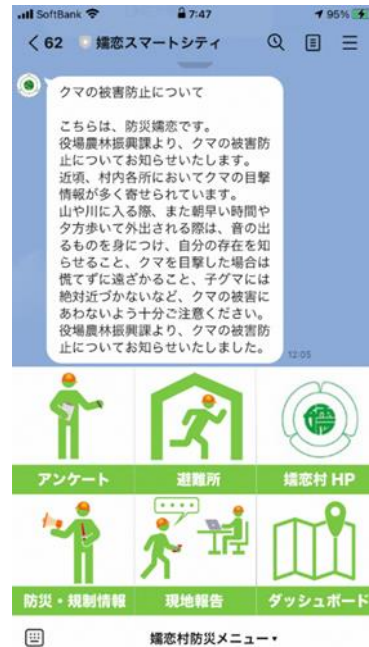 SoftBank 7:47 95%
62 嬬恋スマートシティ
クマの被害防止について
こちらは、防災嬬恋です。
役場農林振興課より、クマの被害防
止についてお知らせいたします。
近頃、村内各所においてクマの目撃
情報が多く寄せられています。
山や川に入る際、また朝早い時間や
夕方歩いて外出される際は、音の出
るものを身につけ、自分の存在を知
らせること、クマを目撃した場合は
慌てずに遠ざかること、子グマには
絶対近づかないなど、クマの被害に
あわないよう十分ご注意ください。
役場農林振興課より、クマの被害防
止についてお知らせいたしました。
12:05
アンケート 避難所 嬬恋村 HP
防災・規制情報 現地報告 ダッシュボード
嬬恋村防災メニュー